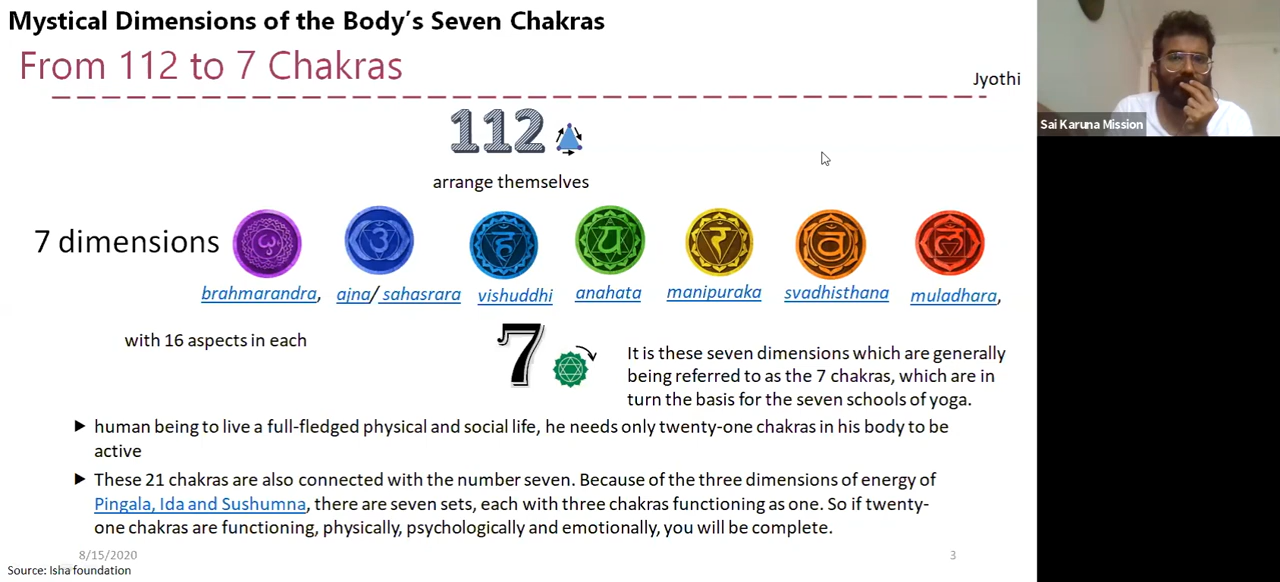 Mystical Dimensions of the Body's Seven Chakras
From 112 to 7 Chakras
Jyothi
Sai Karuna Mission
112
arrange themselves
7 dimensions
brahmarandra, ajna/ sahasrara vishuddhi anahata manipuraka svadhisthana muladhara,
with 16 aspects in each
7
It is these seven dimensions which are generally
being referred to as the 7 chakras, which are in
turn the basis for the seven schools of yoga.
human being to live a full-fledged physical and social life, he needs only twenty-one chakras in his body to be
active
These 21 chakras are also connected with the number seven. Because of the three dimensions of energy of
Pingala, Ida and Sushumna, there are seven sets, each with three chakras functioning as one. So if twenty-
one chakras are functioning, physically, psychologically and emotionally, you will be complete.
8/15/2020
3
Source: Isha foundation